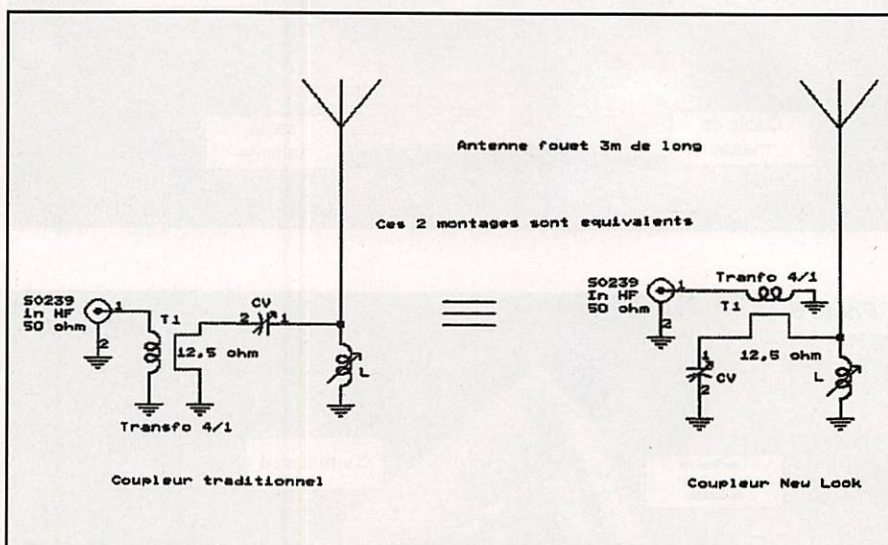 Antenne fouet 3m de long
Ces 2 montages sont equivalents
SO239
In HF
50 ohm
1
2
T1
12,5 ohm
CV
2
1
L
Transfo 4/1
Coupleur traditionnel
SO239
In HF
50 ohm
1
2
Tranfo 4/1
T1
12,5 ohm
1
CV
2
L
Coupleur New Look